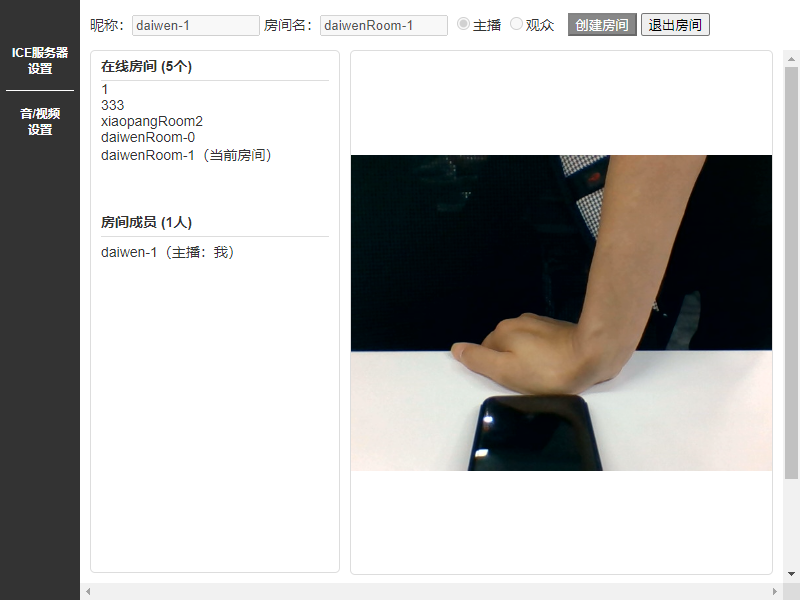 ICE服务器
设置
音/视频
设置
昵称： daiwen-1 房间名： daiwenRoom-1 主播 观众 创建房间 退出房间
在线房间 (5个)
1
333
xiaopangRoom2
daiwenRoom-0
daiwenRoom-1（当前房间）
房间成员 (1人)
daiwen-1（主播：我）